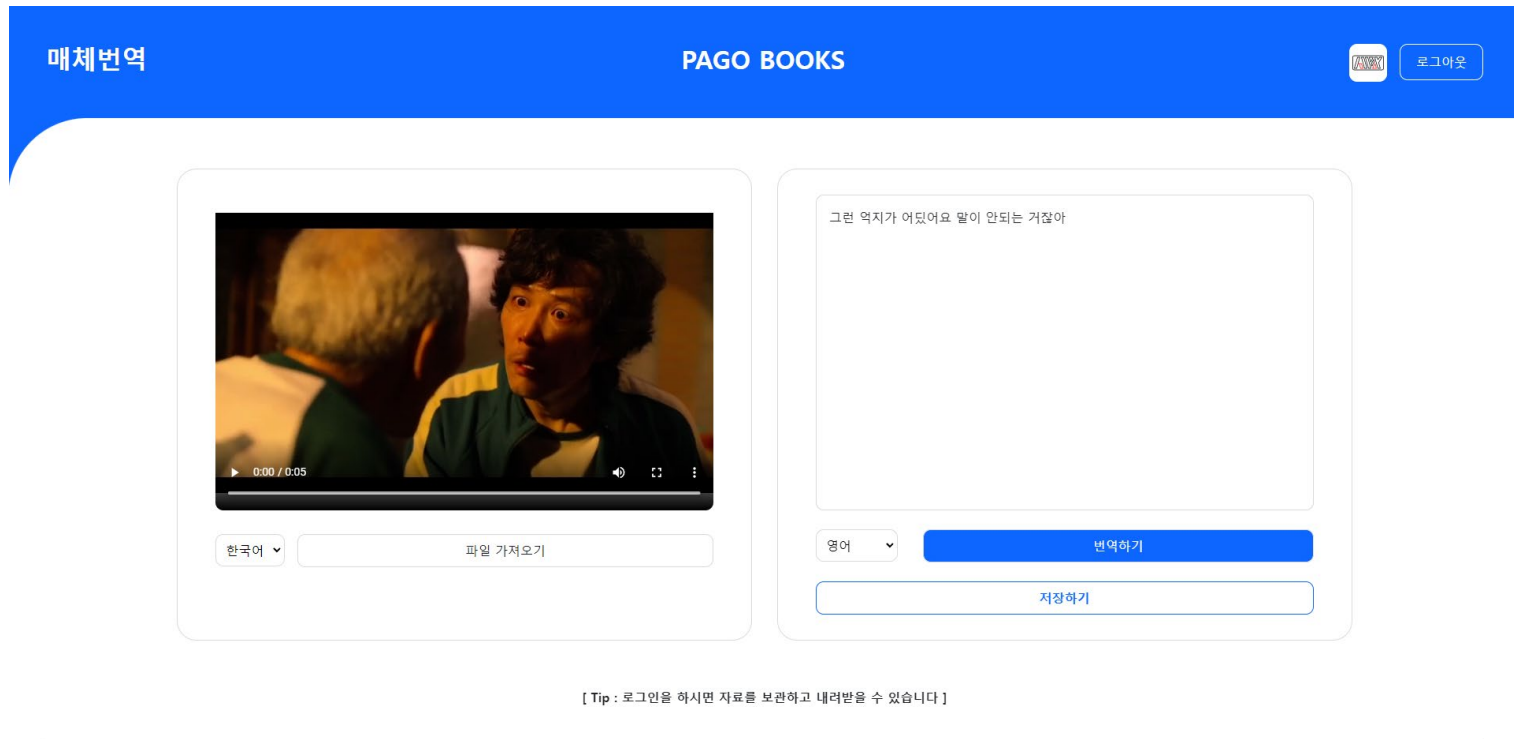 매체번역
PAGO BOOKS
로그아웃
그런 억지가 어딨어요 말이 안되는 거잖아
0:00 / 0:05
한국어
파일 가져오기
영어
번역하기
저장하기
[ Tip : 로그인을 하시면 자료를 보관하고 내려받을 수 있습니다 ]